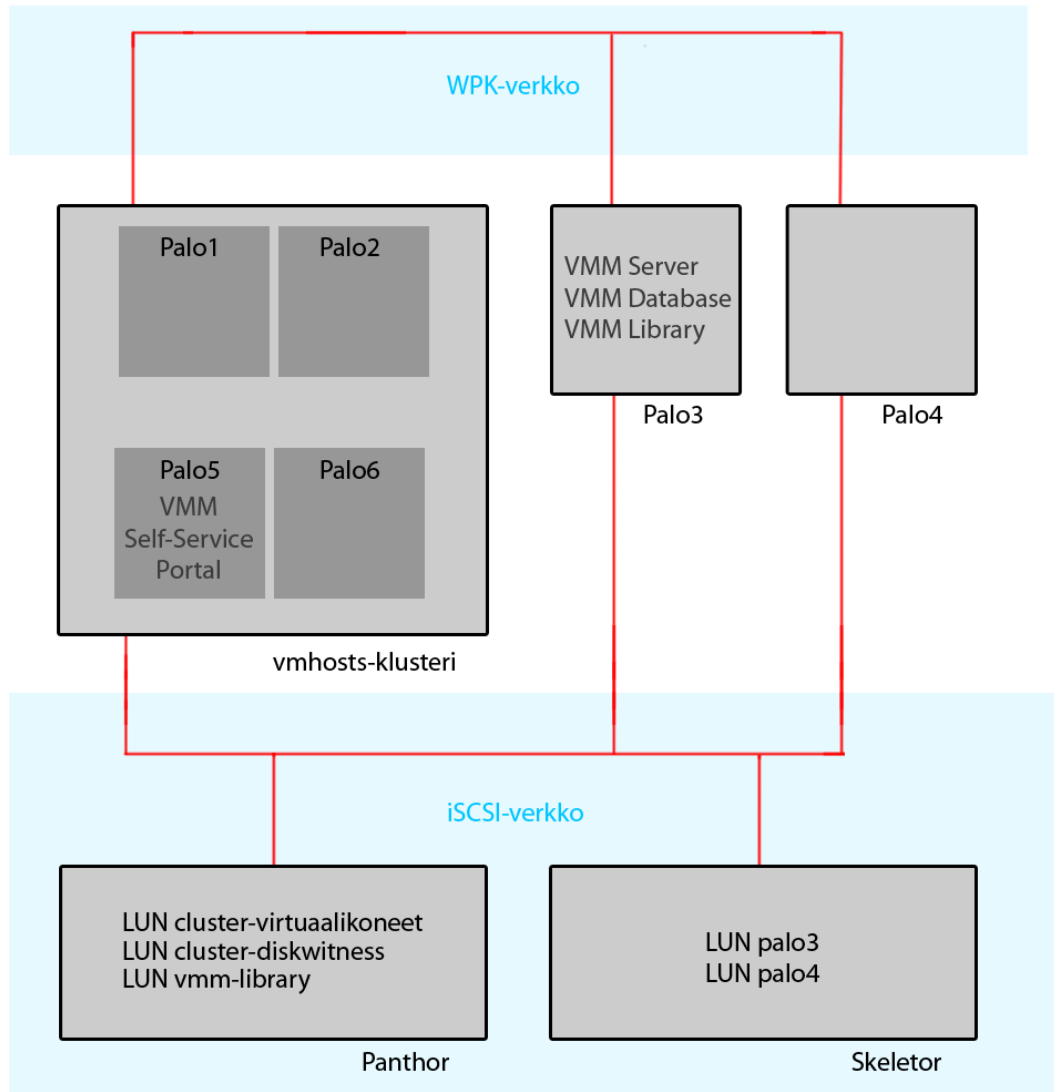 WPK-verkko
Palo1
Palo2
Palo5
VMM
Self-Service
Portal
Palo6
vmhosts-klusteri
VMM Server
VMM Database
VMM Library
Palo3
Palo4
iSCSI-verkko
LUN cluster-virtuaalikoneet
LUN cluster-diskwitness
LUN vmm-library
Panthor
LUN palo3
LUN palo4
Skeletor